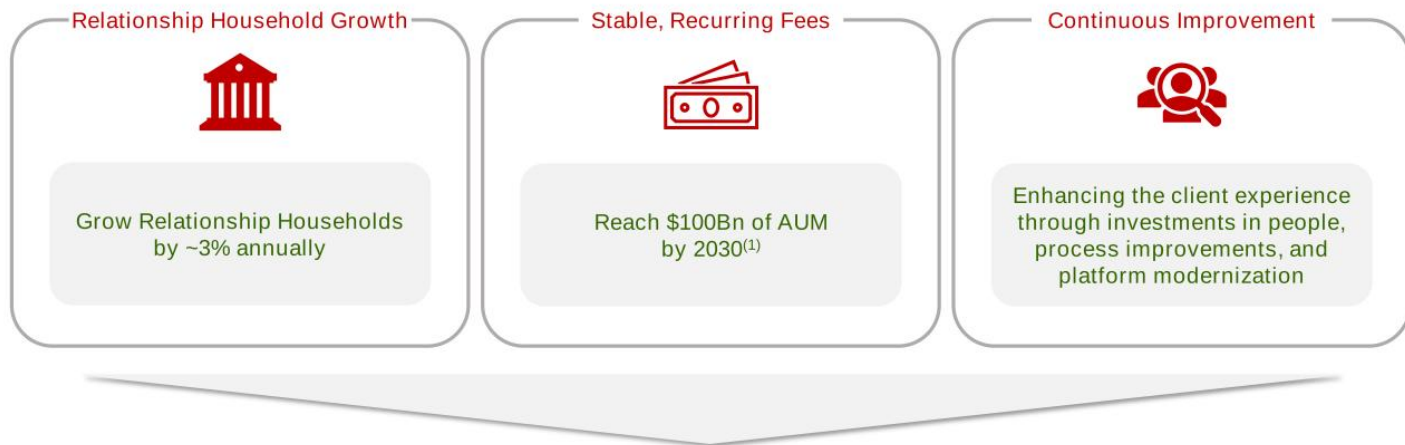 Relationship Household Growth
Grow Relationship Households
by ~3% annually
Stable, Recurring Fees
Reach $100Bn of AUM
by 2030(1)
Continuous Improvement
Enhancing the client experience
through investments in people,
process improvements, and
platform modernization